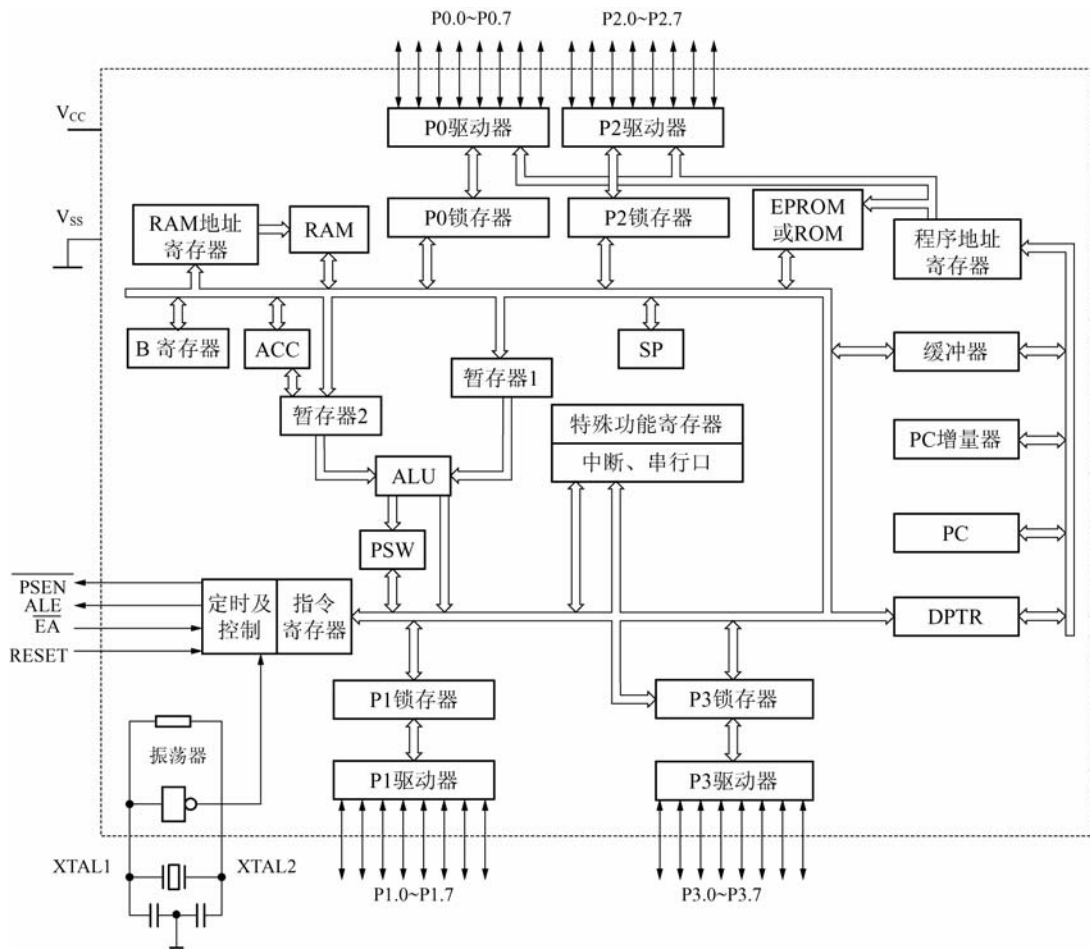 P0.0~P0.7
P2.0~P2.7
V_CC
P0驱动器
P2驱动器
V_SS
RAM地址
寄存器
RAM
P0锁存器
P2锁存器
EPROM
或ROM
程序地址
寄存器
B 寄存器
ACC
SP
缓冲器
暂存器1
暂存器2
特殊功能寄存器
中断、串行口
PC增量器
ALU
PSW
PC
P̅S̅E̅N̅
ALE
E̅A̅
RESET
定时及
控制
指令
寄存器
DPTR
P1锁存器
P3锁存器
振荡器
P1驱动器
P3驱动器
XTAL1
XTAL2
P1.0~P1.7
P3.0~P3.7